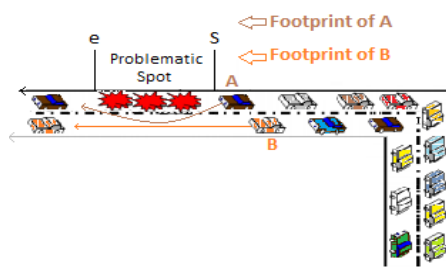 Footprint of A
e
S
Footprint of B
Problematic
Spot
A
B